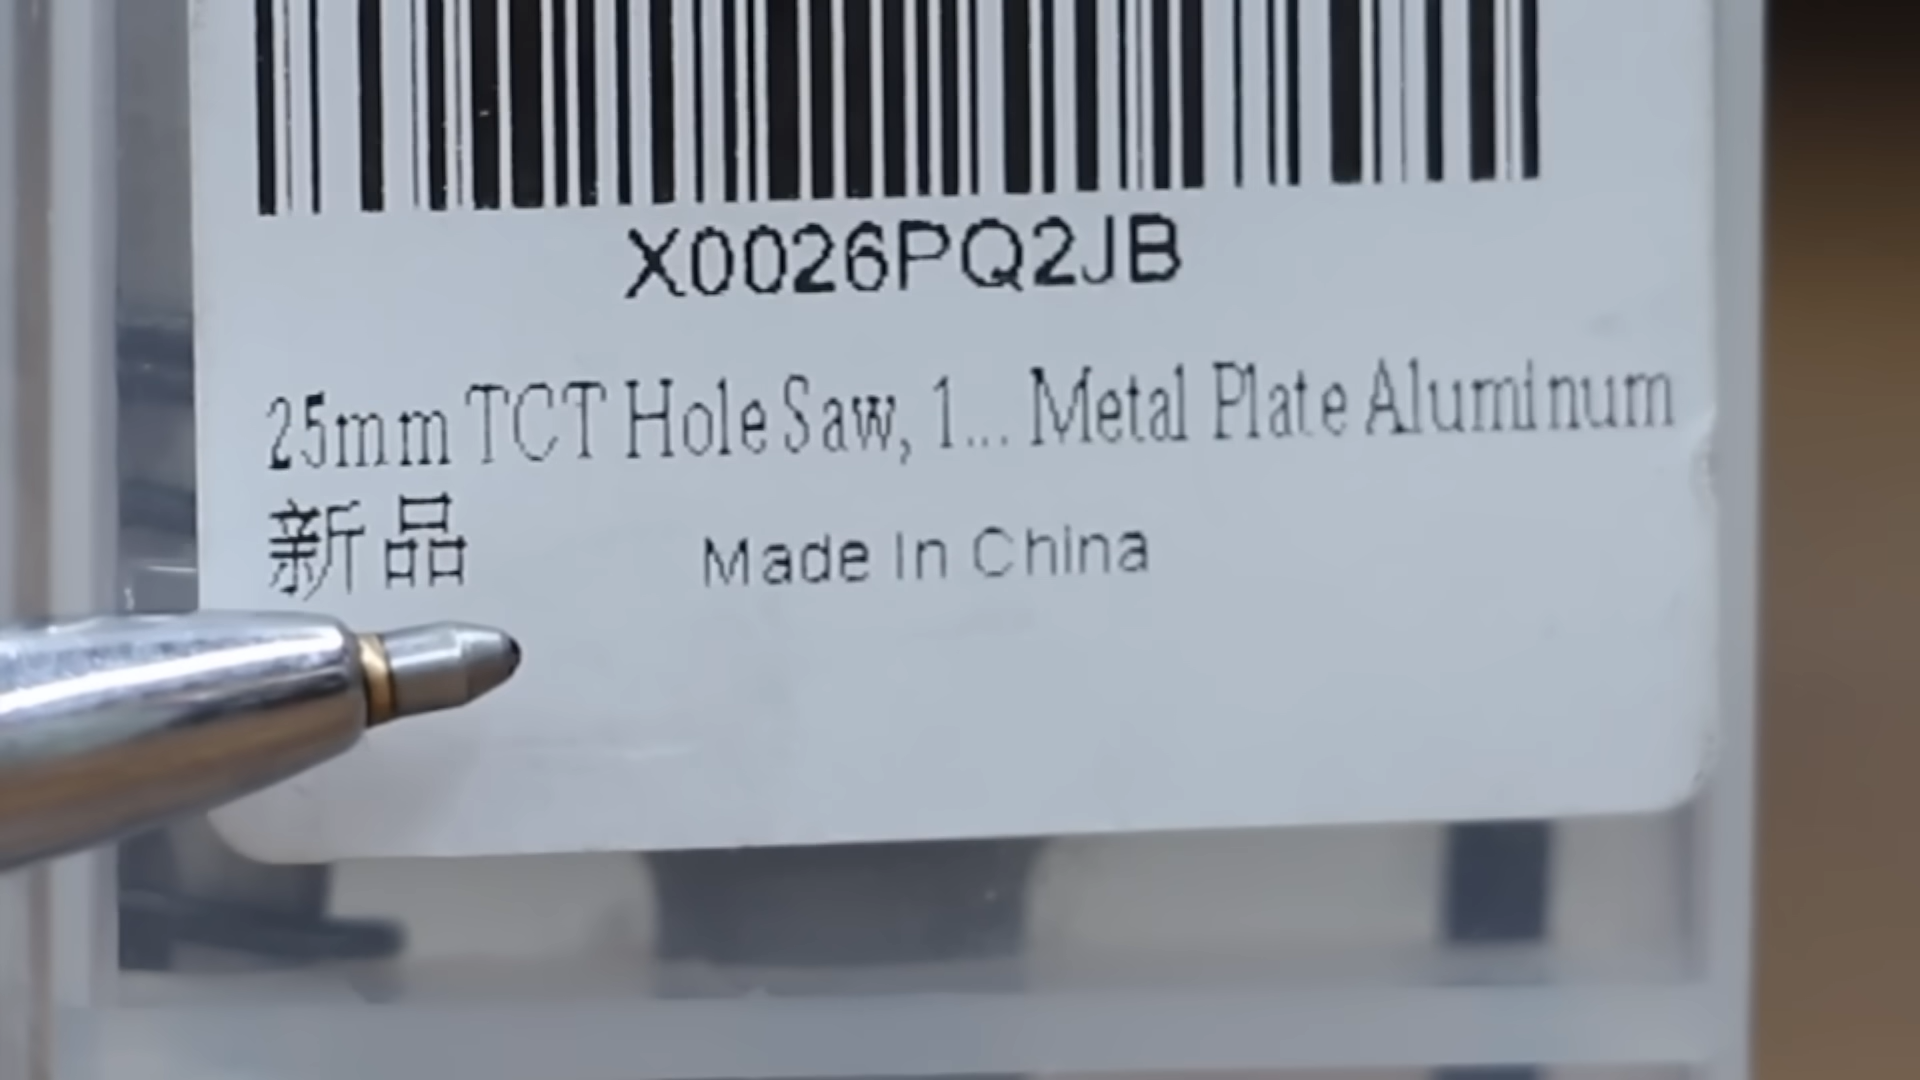 X0026PQ2JB
25mm TCT Hole Saw, 1... Metal Plate Aluminum
新品 Made In China